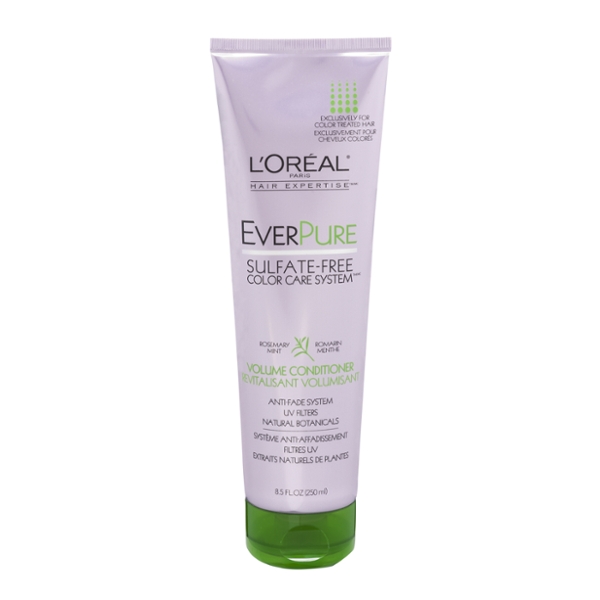 EXCLUSIVELY FOR
COLOR TREATED HAIR
EXCLUSIVEMENT POUR
CHEVEUX COLORÉS
L'ORÉAL®
PARIS
HAIR EXPERTISE™
EVERPURE
SULFATE-FREE
COLOR CARE SYSTEM™
ROSEMARY ROMARIN
MINT MENTHE
VOLUME CONDITIONER
REVITALISANT VOLUMISANT
ANTI-FADE SYSTEM
UV FILTERS
NATURAL BOTANICALS
SYSTÈME ANTI-AFFADISSEMENT
FILTRES UV
EXTRAITS NATURELS DE PLANTES
8.5 FL OZ (250 ml)